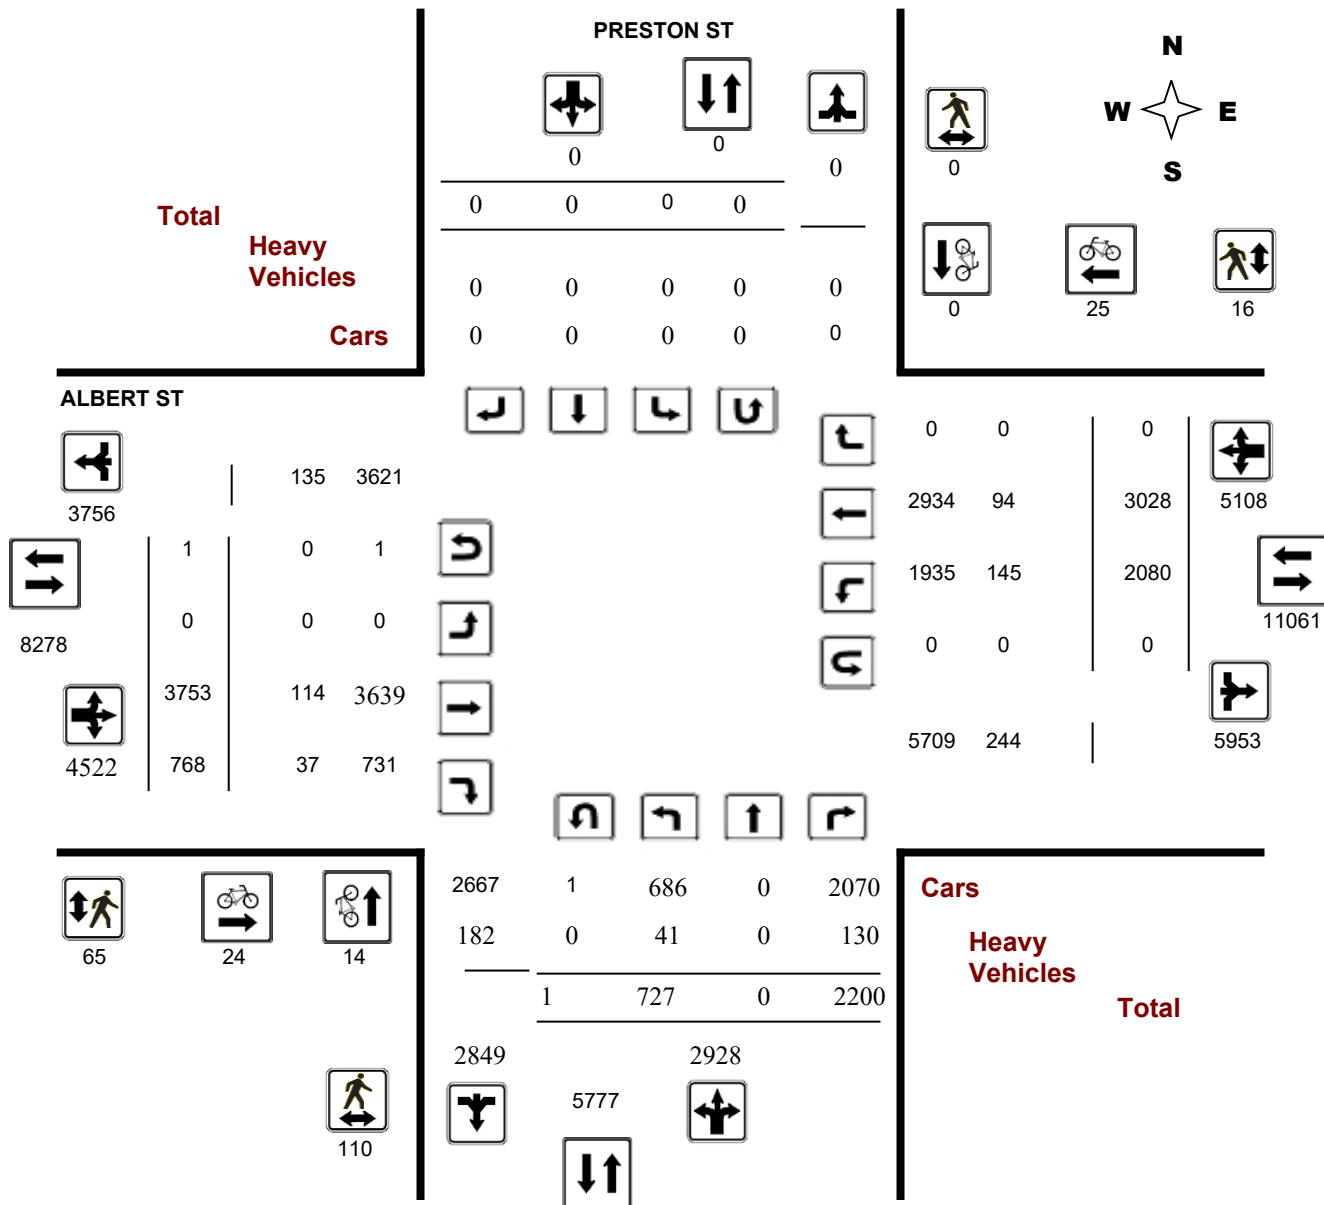 PRESTON ST
N
W E
S
0
0
0
0
0
0 0 0 0
Total
Heavy
Vehicles
0 0 0 0 0
Cars
0 0 0 0 0
0 25 16
ALBERT ST
0 0 0
135 3621
3756
2934 94 3028 5108
1 0 1
1935 145 2080
11061
0 0 0
8278
0 0 0
3753 114 3639
4522 768 37 731
5709 244 5953
2667 1 686 0 2070
Cars
182 0 41 0 130
Heavy
Vehicles
65 24 14
1 727 0 2200
Total
2849 2928
5777
110